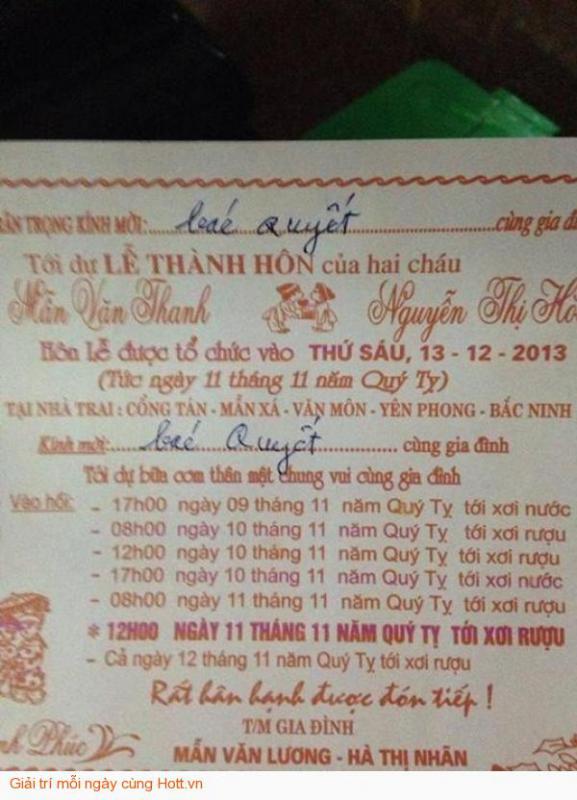 TRÂN TRỌNG KÍNH MỜI: bác Quyết cùng gia
Tới dự LỄ THÀNH HÔN của hai cháu
Mẫn Văn Thanh Nguyễn Thị
Hôn Lễ được tổ chức vào THỨ SÁU, 13 - 12 - 2013
(Tức ngày 11 tháng 11 năm Quý Tỵ)
TẠI NHÀ TRAI : CỔNG TÁN - MẪN XÁ - VĂN MÔN - YÊN PHONG - BẮC NINH
Kính mời: bác Quyết cùng gia đình
Tới dự bữa cơm thân mật chung vui cùng gia đình
Vào hồi: - 17h00 ngày 09 tháng 11 năm Quý Tỵ tới xơi nước
- 08h00 ngày 10 tháng 11 năm Quý Tỵ tới xơi rượu
- 12h00 ngày 10 tháng 11 năm Quý Tỵ tới xơi rượu
- 17h00 ngày 10 tháng 11 năm Quý Tỵ tới xơi nước
- 08h00 ngày 11 tháng 11 năm Quý Tỵ tới xơi rượu
* 12H00 NGÀY 11 THÁNG 11 NĂM QUÝ TỴ TỚI XƠI RƯỢU
- Cả ngày 12 tháng 11 năm Quý Tỵ tới xơi rượu
Rất hân hạnh được đón tiếp !
T/M GIA ĐÌNH
Phúc
MẪN VĂN LƯƠNG - HÀ THỊ NHÃN
Giải trí mỗi ngày cùng Hott.vn